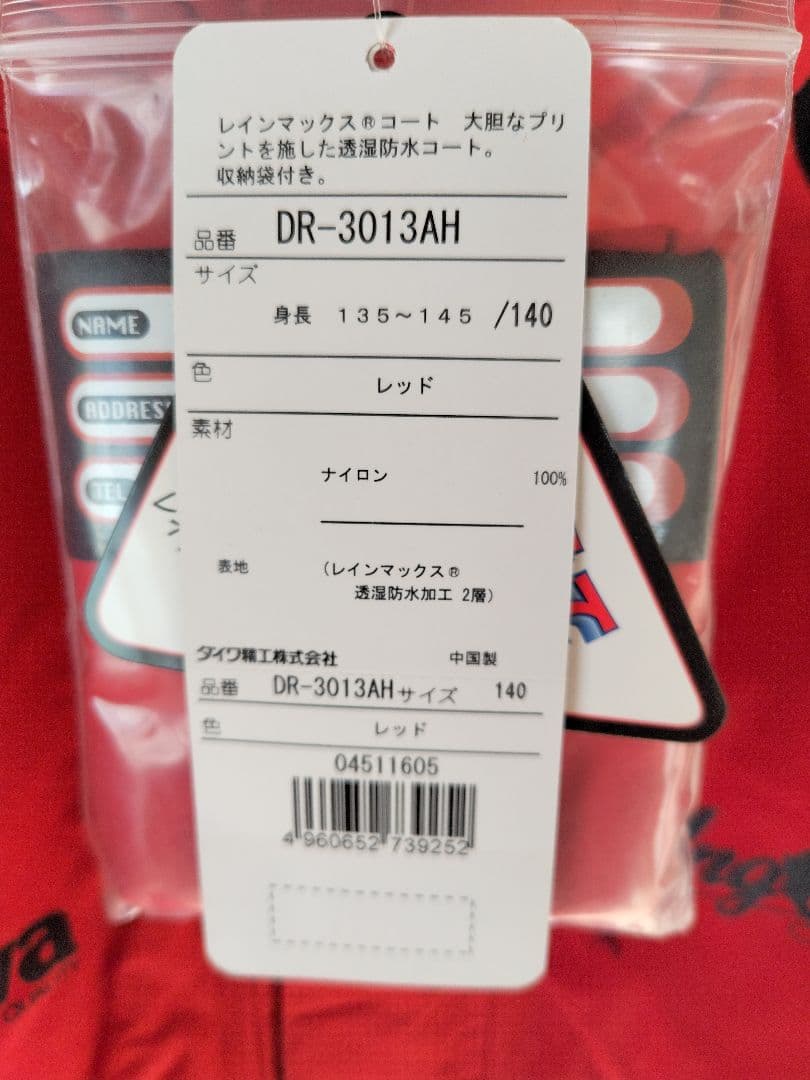 レインマックス®コート　大胆なプリ
ントを施した透湿防水コート。
収納袋付き。
品番 DR-3013AH
サイズ
身長 １３５～１４５ /140
色
レッド
素材
ナイロン 100%
表地 (レインマックス®
透湿防水加工 2層)
ダイワ精工株式会社 中国製
品番 DR-3013AH サイズ 140
色 レッド
04511605
4 960652 739252
NAME
ADDRES
TEL